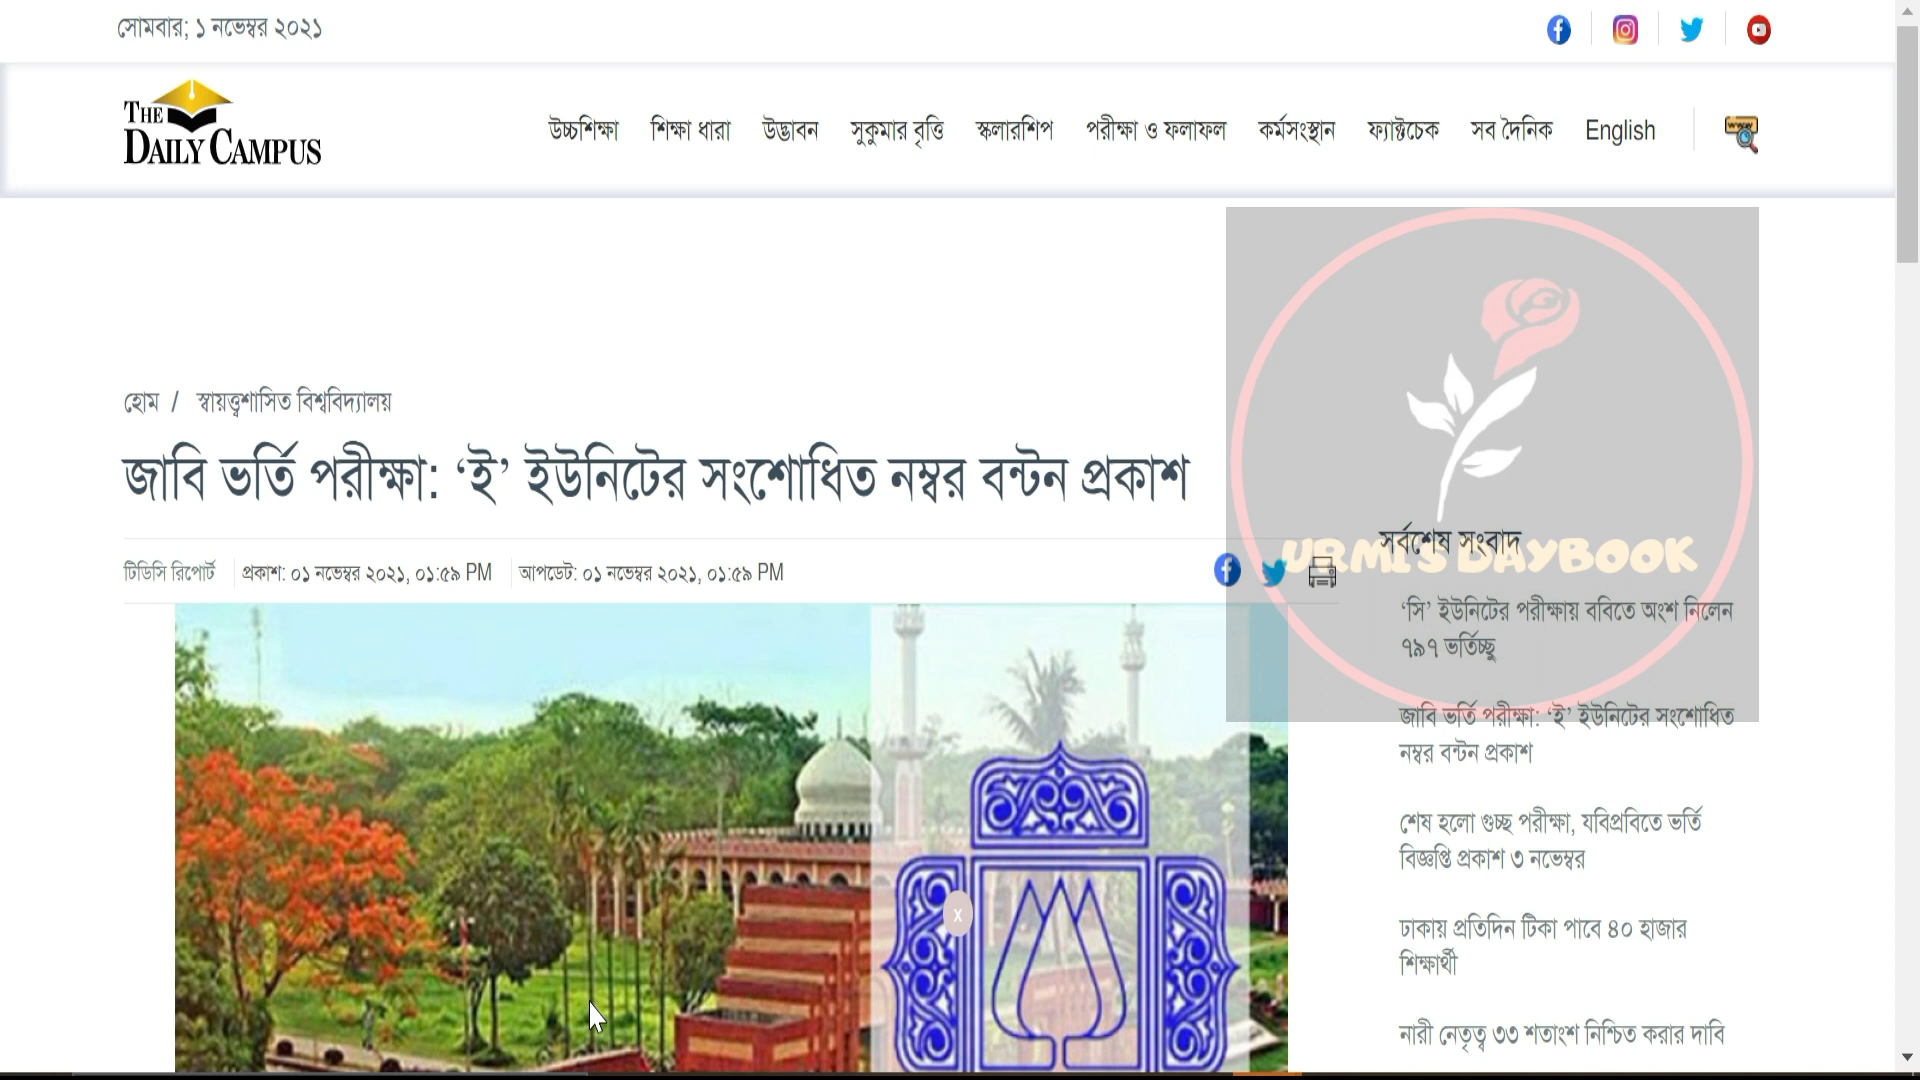 সোমবার; ১ নভেম্বর ২০২১
THE
DAILY CAMPUS
উচ্চশিক্ষা শিক্ষা ধারা উদ্ভাবন সুকুমার বৃত্তি স্কলারশিপ পরীক্ষা ও ফলাফল কর্মসংস্থান ফ্যাক্টচেক সব দৈনিক English
www
হোম / স্বায়ত্ত্বশাসিত বিশ্ববিদ্যালয়
জাবি ভর্তি পরীক্ষা: ‘ই’ ইউনিটের সংশোধিত নম্বর বন্টন প্রকাশ
টিডিসি রিপোর্ট প্রকাশ: ০১ নভেম্বর ২০২১, ০১:৫৯ PM আপডেট: ০১ নভেম্বর ২০২১, ০১:৫৯ PM
URMI'S DAYBOOK
সর্বশেষ সংবাদ
‘সি’ ইউনিটের পরীক্ষায় ববিতে অংশ নিলেন
৭৯৭ ভর্তিচ্ছু
জাবি ভর্তি পরীক্ষা: ‘ই’ ইউনিটের সংশোধিত
নম্বর বন্টন প্রকাশ
শেষ হলো গুচ্ছ পরীক্ষা, যবিপ্রবিতে ভর্তি
বিজ্ঞপ্তি প্রকাশ ৩ নভেম্বর
ঢাকায় প্রতিদিন টিকা পাবে ৪০ হাজার
শিক্ষার্থী
নারী নেতৃত্ব ৩৩ শতাংশ নিশ্চিত করার দাবি
x